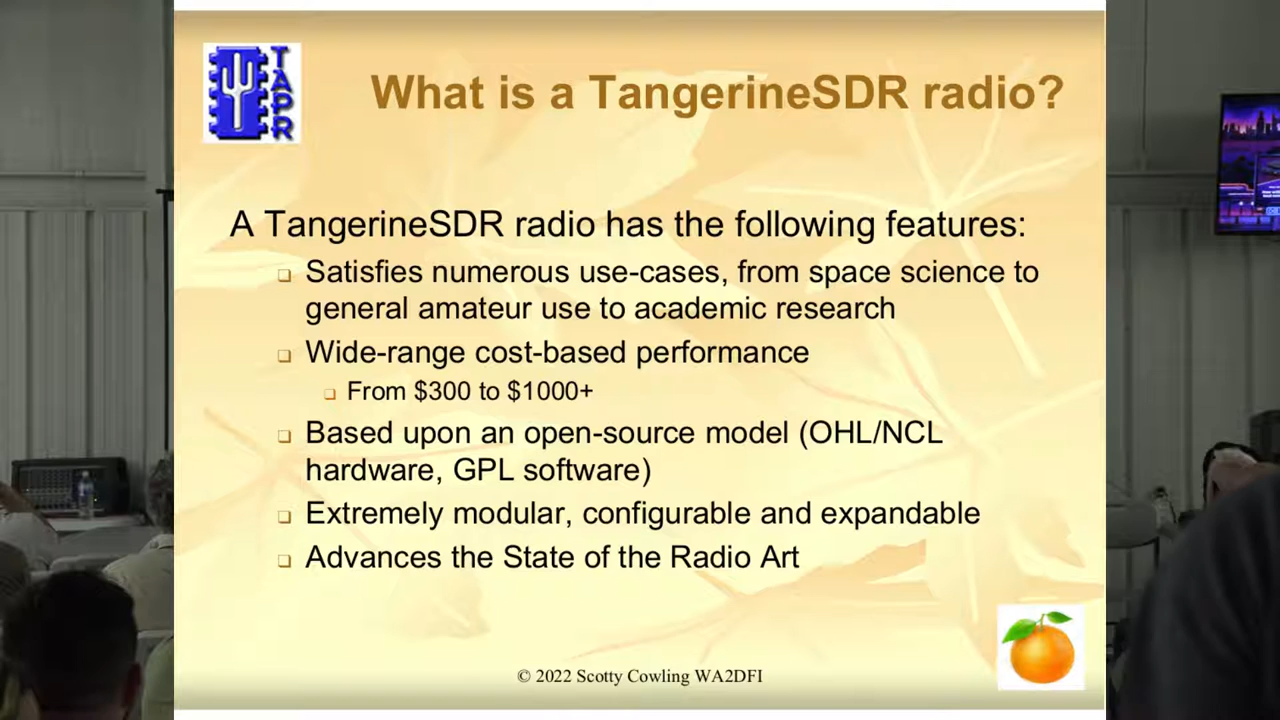 TAPR
What is a TangerineSDR radio?
A TangerineSDR radio has the following features:
Satisfies numerous use-cases, from space science to
general amateur use to academic research
Wide-range cost-based performance
From $300 to $1000+
Based upon an open-source model (OHL/NCL
hardware, GPL software)
Extremely modular, configurable and expandable
Advances the State of the Radio Art
© 2022 Scotty Cowling WA2DFI